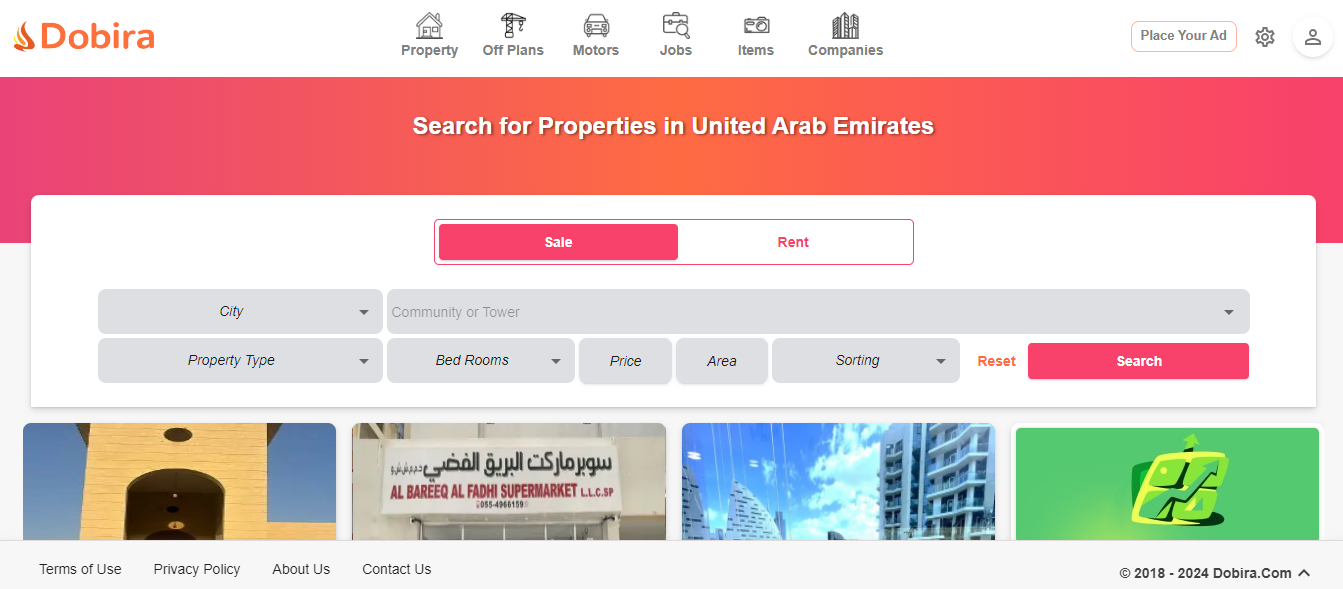 Dobira
Property
Off Plans
Motors
Jobs
Items
Companies
Place Your Ad
Search for Properties in United Arab Emirates
Sale
Rent
City
Community or Tower
Property Type
Bed Rooms
Price
Area
Sorting
Reset
Search
سوبرماركت البريق الفضي ذ.م.م.ش.ش.و
AL BAREEQ AL FADHI SUPERMARKET L.L.C.SP
055-4966159
Terms of Use
Privacy Policy
About Us
Contact Us
© 2018 - 2024 Dobira.Com